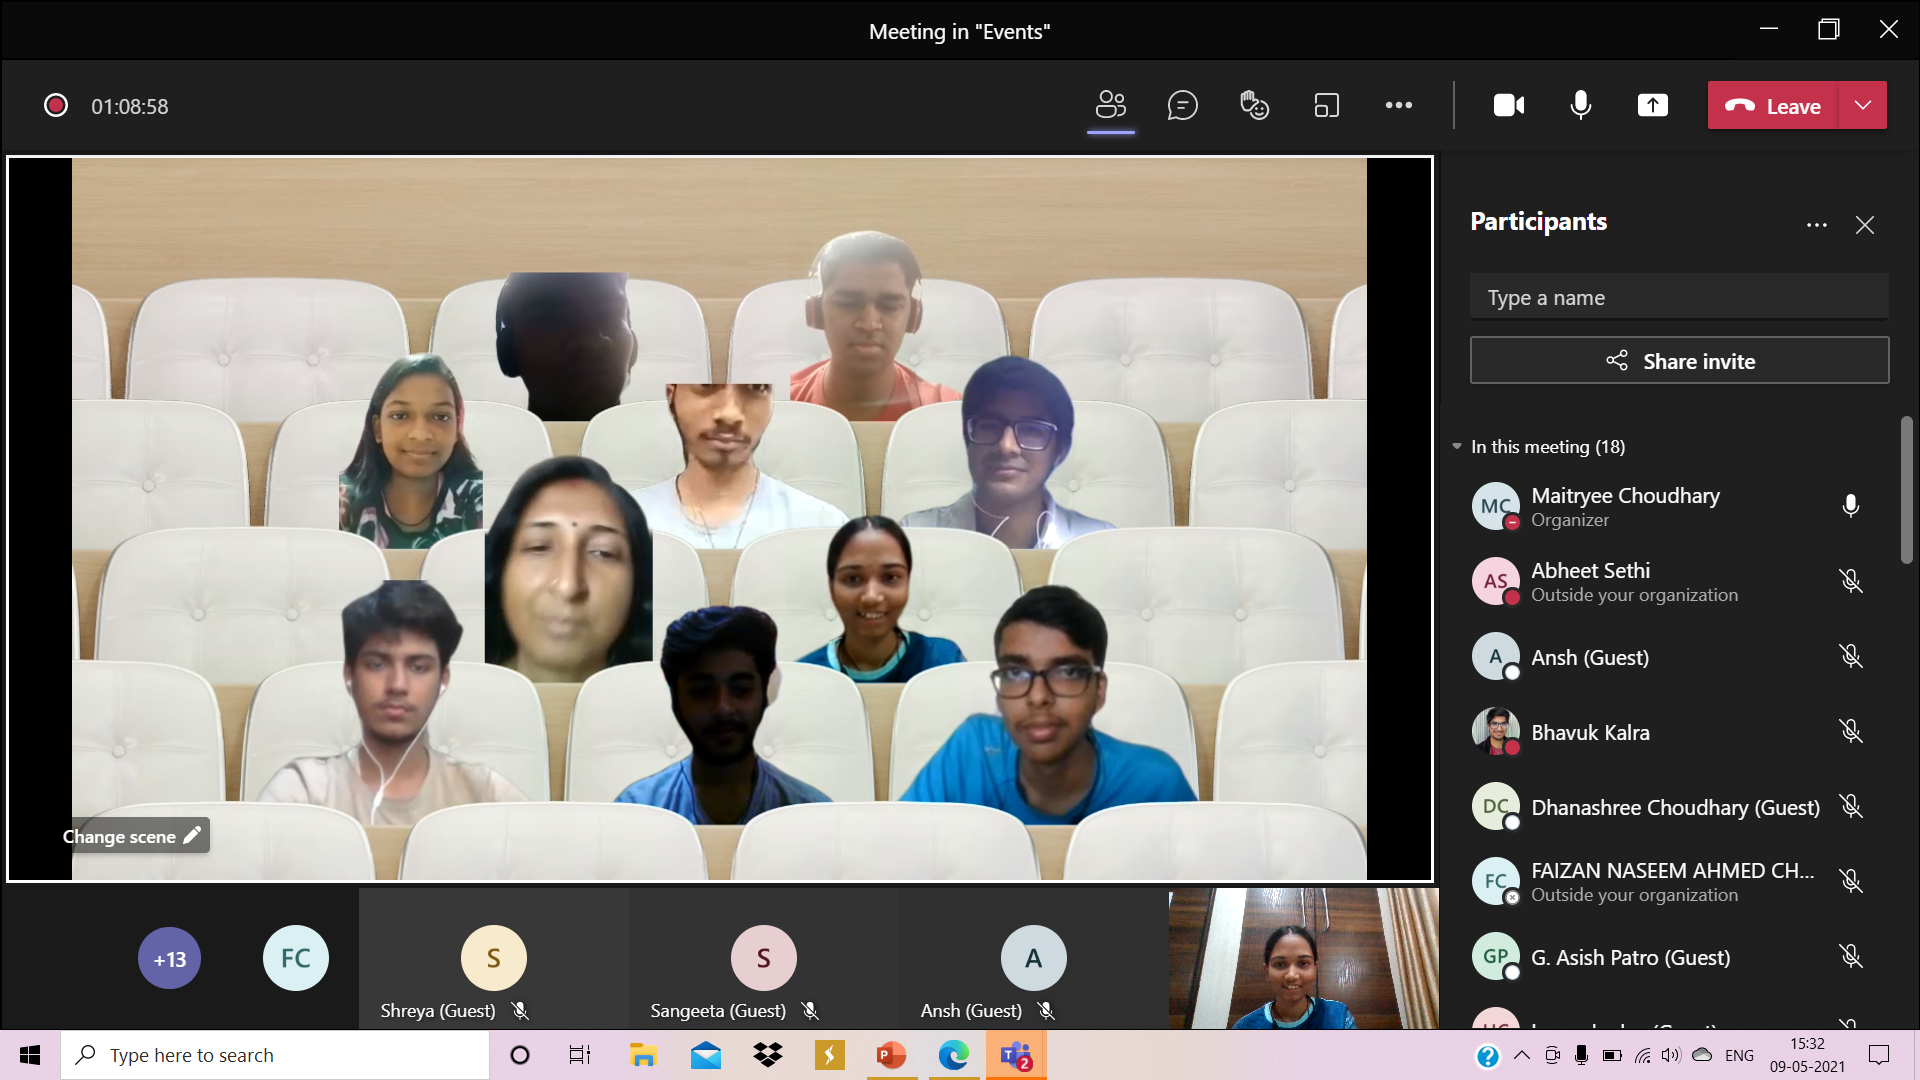 Meeting in "Events"
01:08:58
Leave
Participants
Type a name
Share invite
In this meeting (18)
MC
Maitryee Choudhary
Organizer
AS
Abheet Sethi
Outside your organization
A
Ansh (Guest)
Bhavuk Kalra
DC
Dhanashree Choudhary (Guest)
FC
FAIZAN NASEEM AHMED CH...
Outside your organization
GP
G. Asish Patro (Guest)
Change scene
+13
FC
S
Shreya (Guest)
S
Sangeeta (Guest)
A
Ansh (Guest)
Type here to search
P
T
2
ENG
15:32
09-05-2021